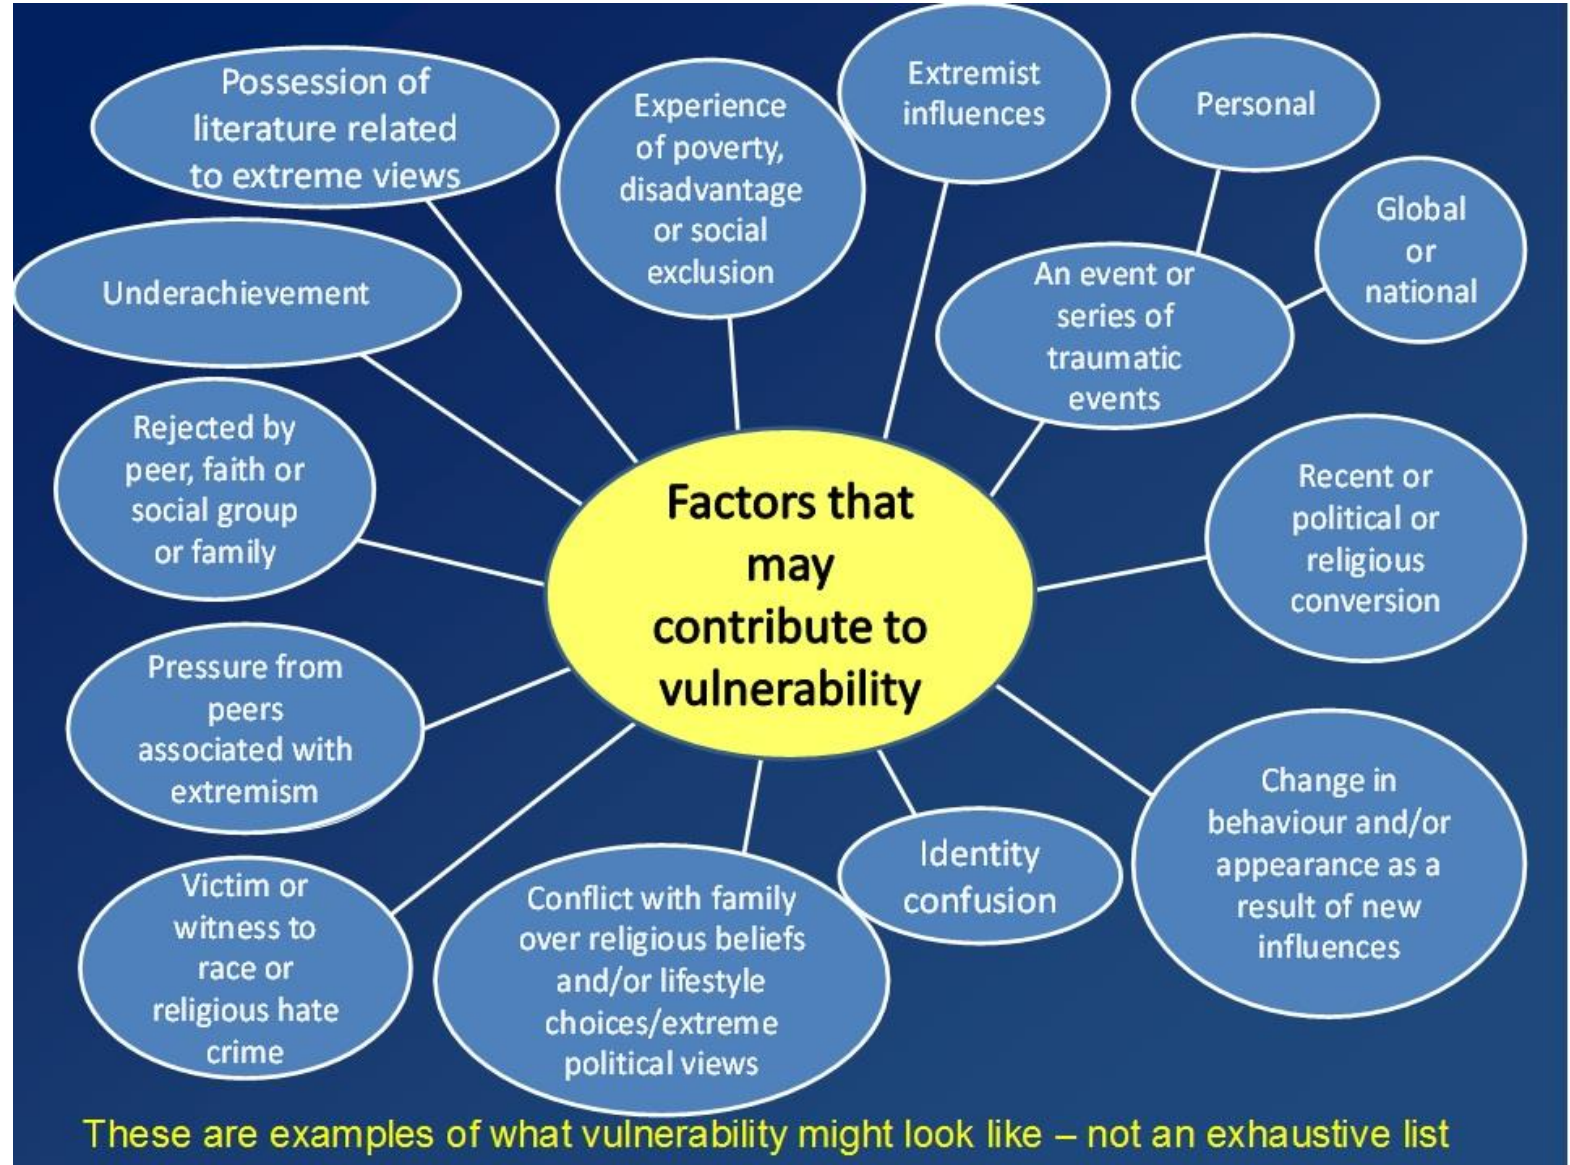 Possession of
literature related
to extreme views
Experience
of poverty,
disadvantage
or social
exclusion
Extremist
influences
Personal
Global
or
national
An event or
series of
traumatic
events
Underachievement
Rejected by
peer, faith or
social group
or family
Factors that
may
contribute to
vulnerability
Recent or
political or
religious
conversion
Pressure from
peers
associated with
extremism
Change in
behaviour and/or
appearance as a
result of new
influences
Identity
confusion
Victim or
witness to
race or
religious hate
crime
Conflict with family
over religious beliefs
and/or lifestyle
choices/extreme
political views
These are examples of what vulnerability might look like – not an exhaustive list